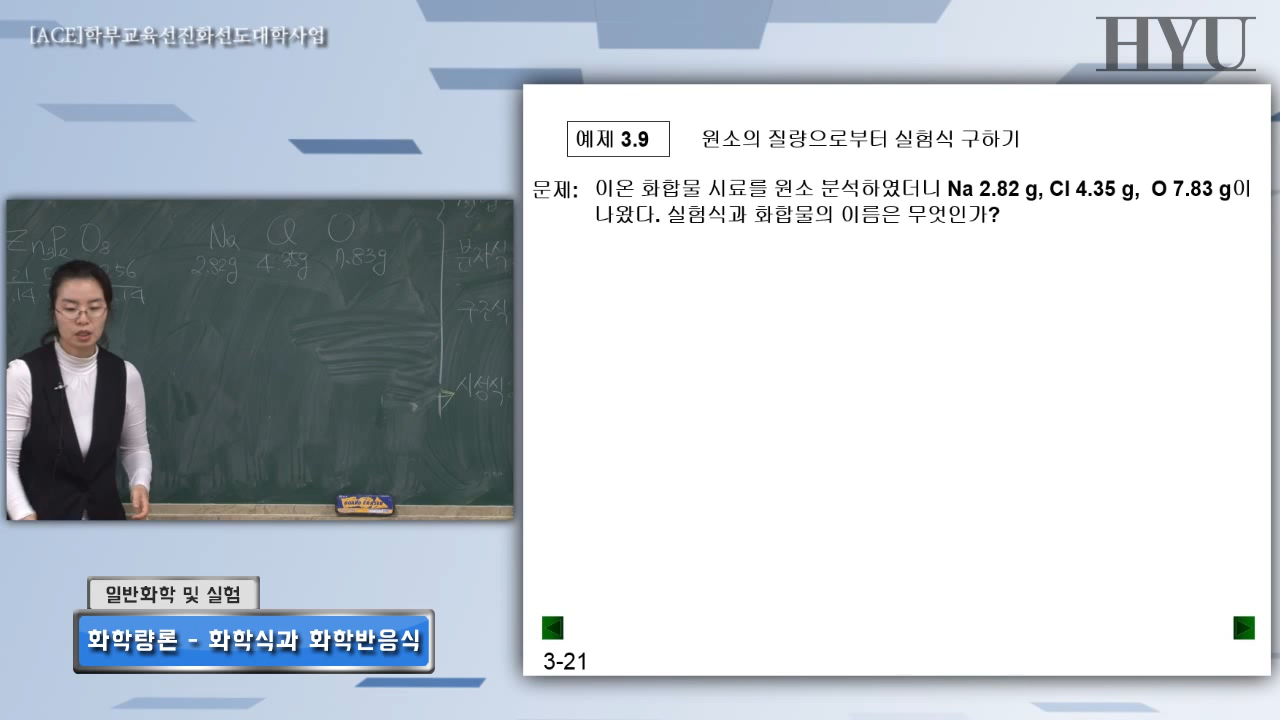 [ACE]학부교육선진화선도대학사업
HYU
예제 3.9 원소의 질량으로부터 실험식 구하기
문제: 이온 화합물 시료를 원소 분석하였더니 Na 2.82 g, Cl 4.35 g, O 7.83 g이
나왔다. 실험식과 화합물의 이름은 무엇인가?
Na Cl O
2.82g 4.35g 7.83g
분자식
구조식
시성식
일반화학 및 실험
화학량론 - 화학식과 화학반응식
3-21